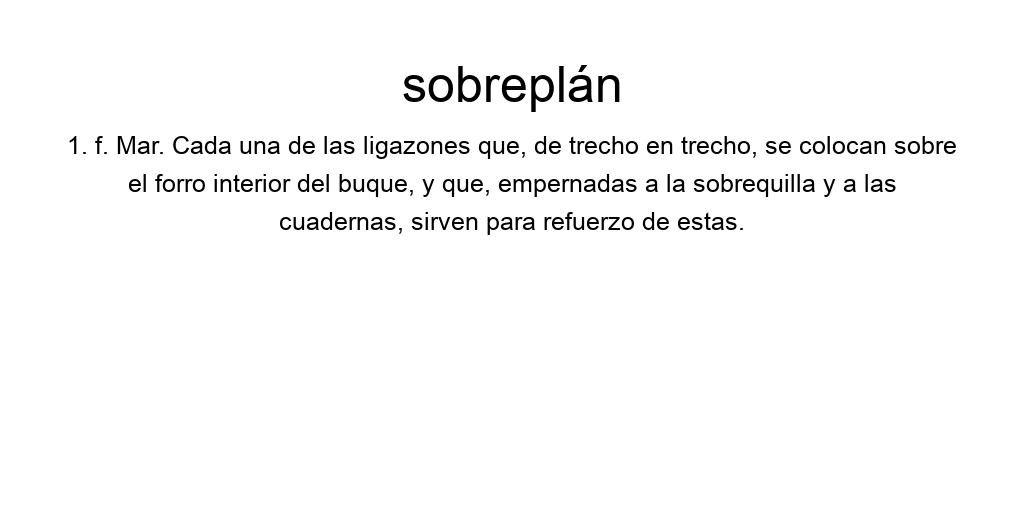 sobreplán
1. f. Mar. Cada una de las ligazones que, de trecho en trecho, se colocan sobre
el forro interior del buque, y que, empernadas a la sobrequilla y a las
cuadernas, sirven para refuerzo de estas.